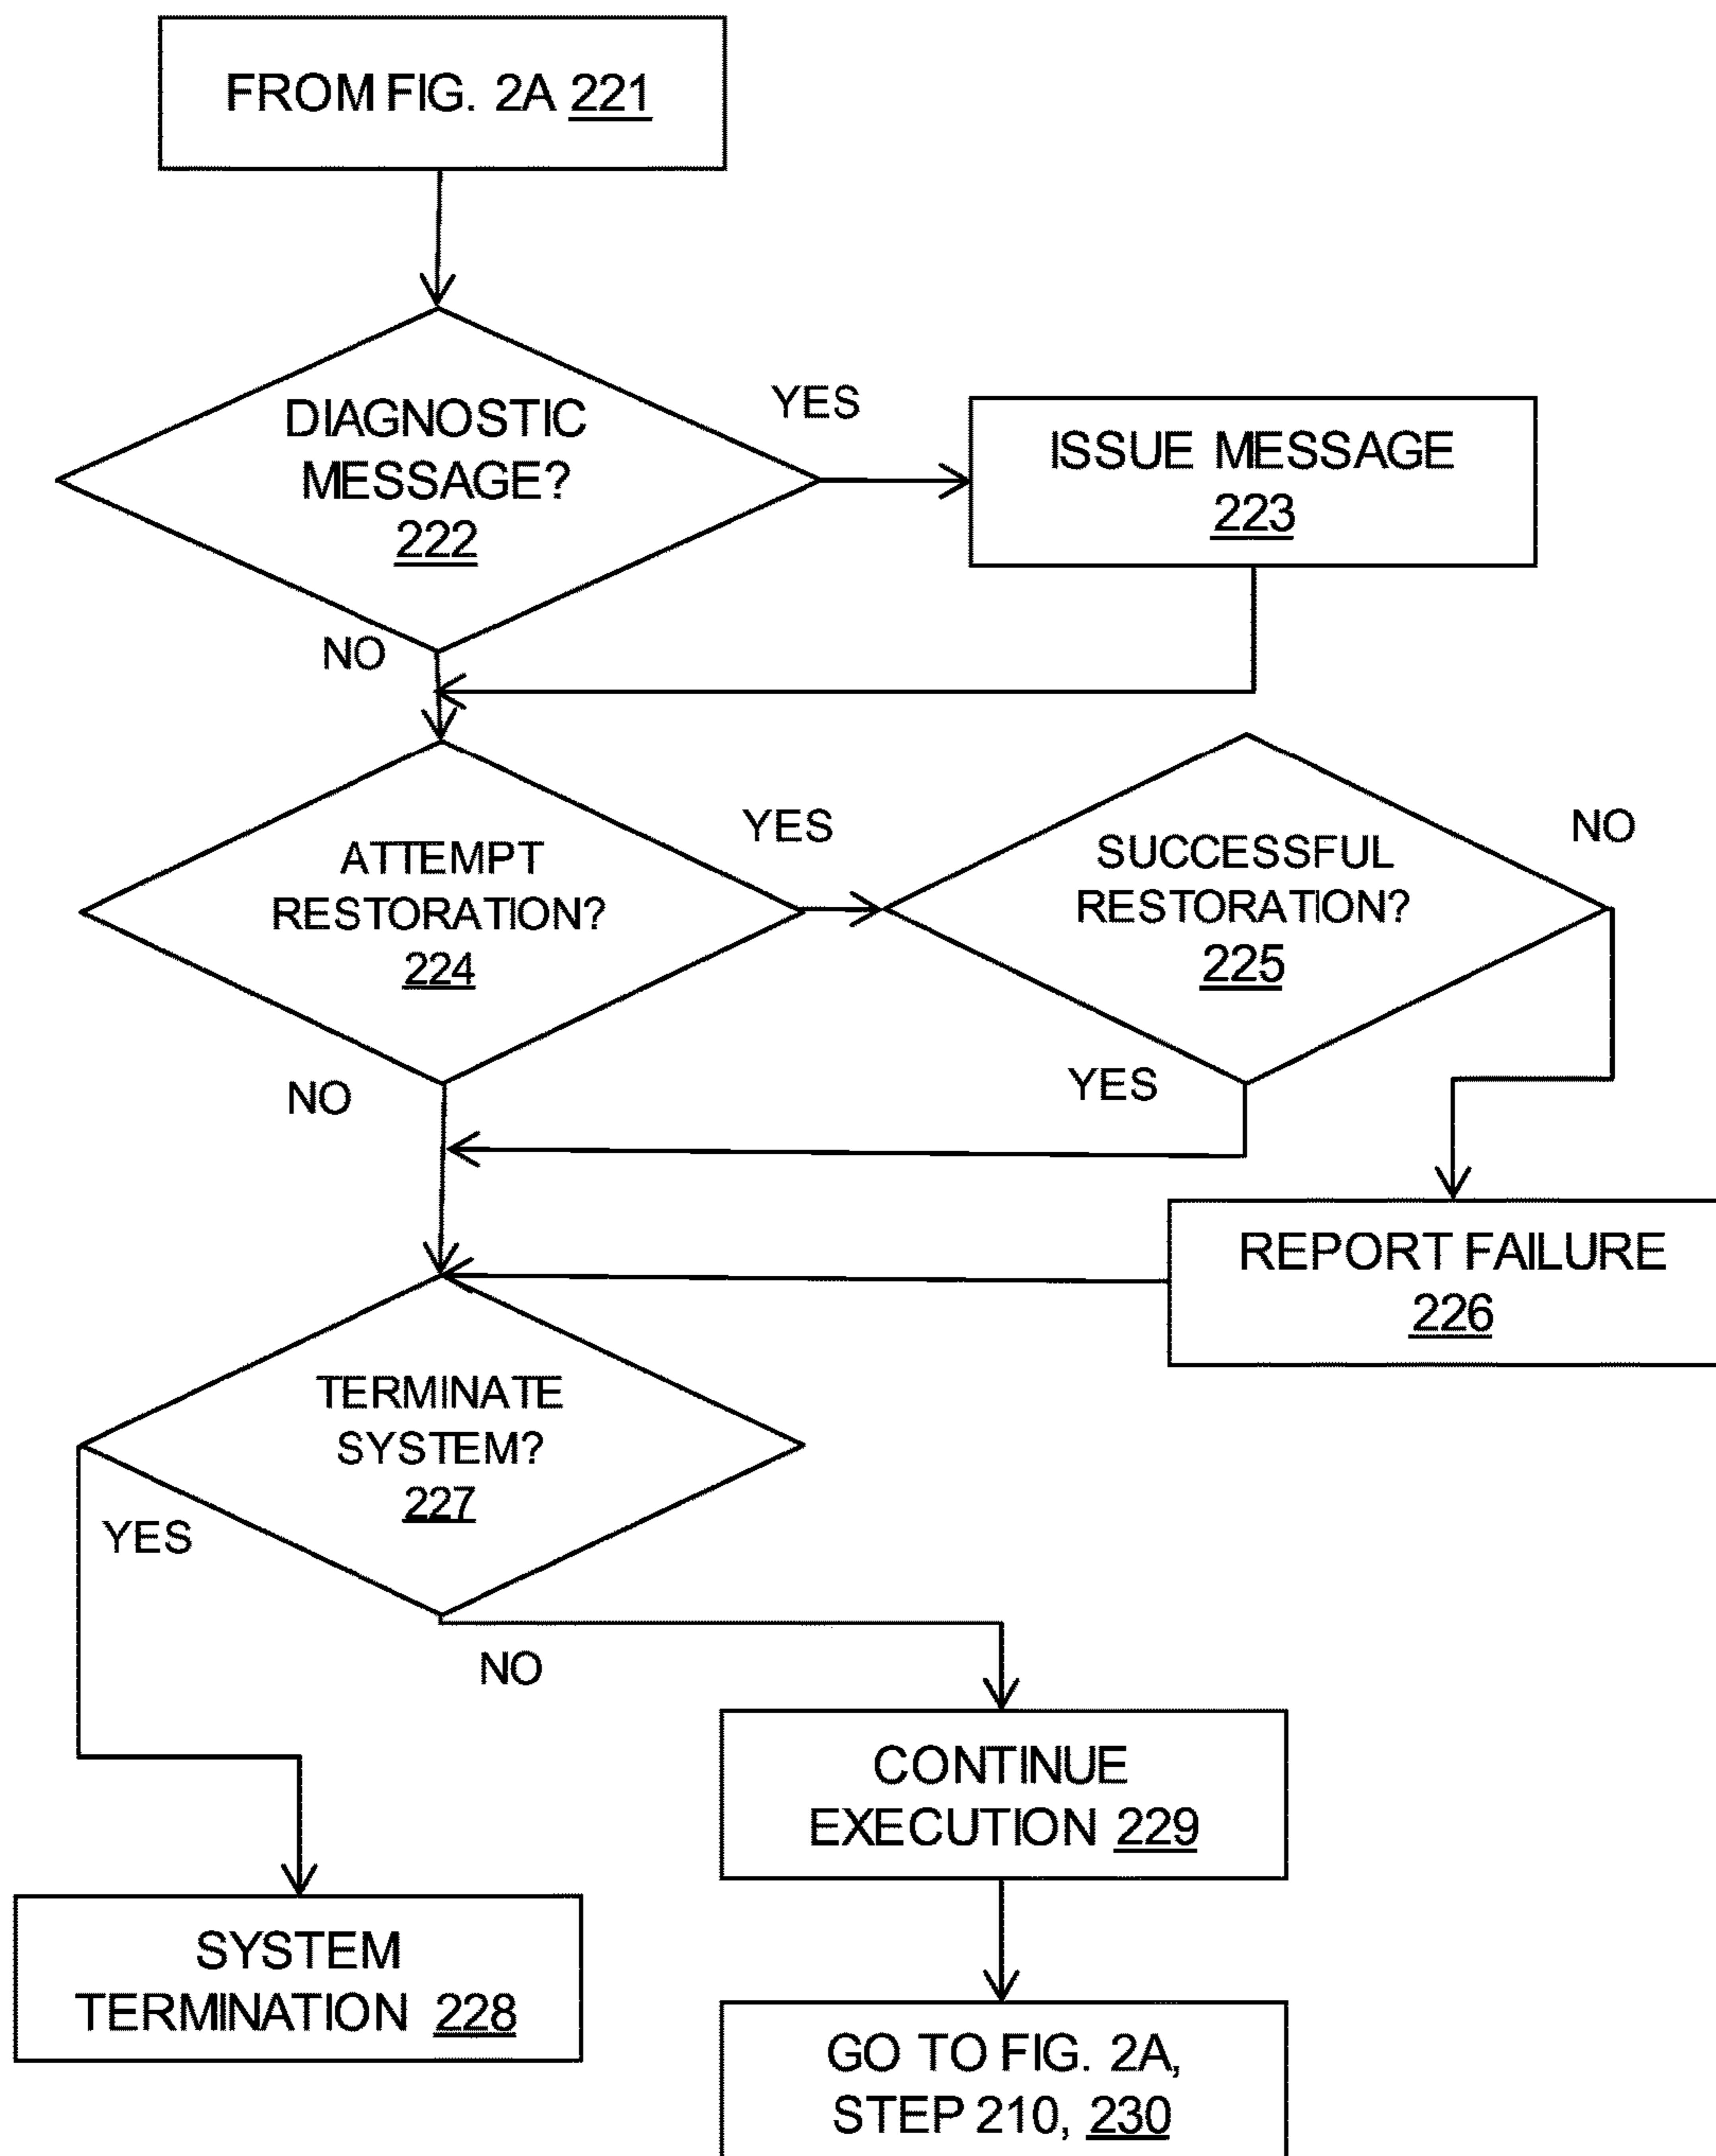 FROM FIG. 2A 221
DIAGNOSTIC
MESSAGE?
222
YES
ISSUE MESSAGE
223
NO
ATTEMPT
RESTORATION?
224
YES
SUCCESSFUL
RESTORATION?
225
NO
NO
YES
REPORT FAILURE
226
TERMINATE
SYSTEM?
227
YES
NO
CONTINUE
EXECUTION 229
SYSTEM
TERMINATION 228
GO TO FIG. 2A,
STEP 210, 230